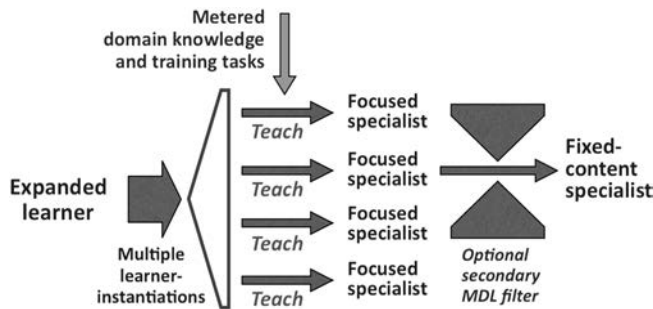 Metered
domain knowledge
and training tasks
Expanded
learner
Multiple
learner-
instantiations
Teach
Focused
specialist
Teach
Focused
specialist
Teach
Focused
specialist
Teach
Focused
specialist
Optional
secondary
MDL filter
Fixed-
content
specialist